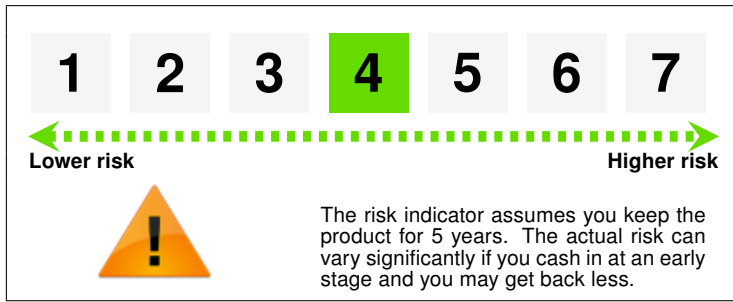 1 2 3 4 5 6 7
Lower risk Higher risk
!
The risk indicator assumes you keep the
product for 5 years. The actual risk can
vary significantly if you cash in at an early
stage and you may get back less.